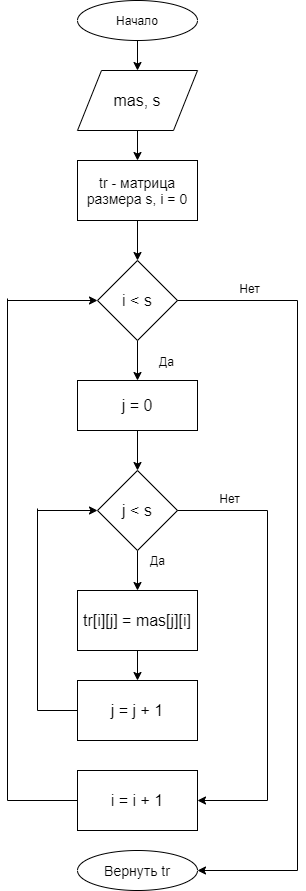 Начало
mas, s
tr - матрица
размера s, i = 0
i < s
Нет
Да
j = 0
j < s
Нет
Да
tr[i][j] = mas[j][i]
j = j + 1
i = i + 1
Вернуть tr